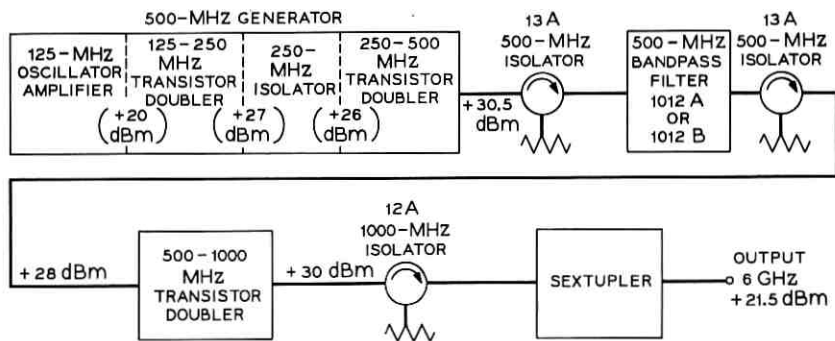 500-MHz GENERATOR
125-MHz
OSCILLATOR
AMPLIFIER
(+20)
dBm
125-250
MHz
TRANSISTOR
DOUBLER
(+27)
dBm
250-
MHz
ISOLATOR
(+26)
dBm
250-500
MHz
TRANSISTOR
DOUBLER
+30.5
dBm
13A
500-MHz
ISOLATOR
500-MHz
BANDPASS
FILTER
1012 A
OR
1012 B
13A
500-MHz
ISOLATOR
+28 dBm
500-1000
MHz
TRANSISTOR
DOUBLER
+30 dBm
12A
1000-MHz
ISOLATOR
SEXTUPLER
OUTPUT
6 GHz
+21.5 dBm